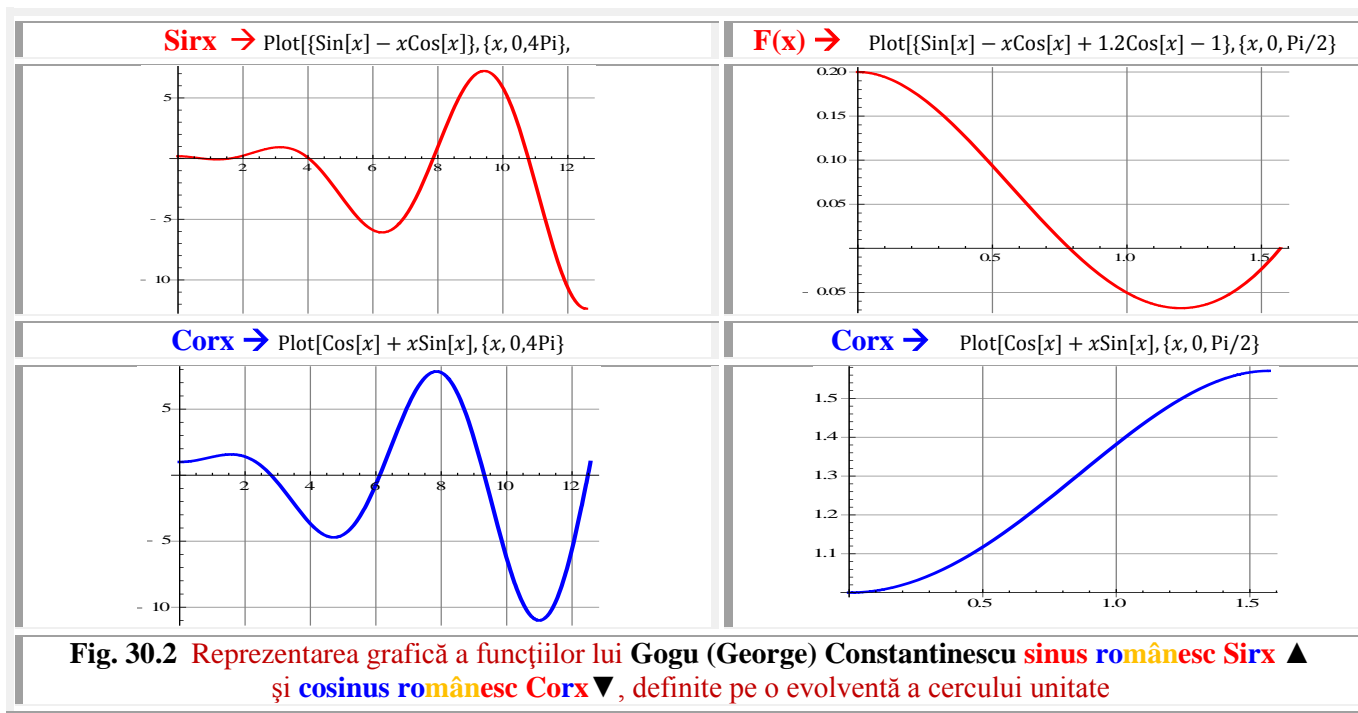 Sirx → Plot[{Sin[x] − xCos[x]}, {x, 0,4Pi},
5
2 4 6 8 10 12
− 5
− 10
F(x) → Plot[{Sin[x] − xCos[x] + 1.2Cos[x] − 1}, {x, 0, Pi/2}
0.20
0.15
0.10
0.05
0.5 1.0 1.5
− 0.05
Corx → Plot[Cos[x] + xSin[x], {x, 0,4Pi}
5
2 4 6 8 10 12
− 5
− 10
Corx → Plot[Cos[x] + xSin[x], {x, 0, Pi/2}
1.5
1.4
1.3
1.2
1.1
0.5 1.0 1.5
Fig. 30.2 Reprezentarea grafică a funcţiilor lui Gogu (George) Constantinescu sinus românesc Sirx ▲
şi cosinus românesc Corx▼, definite pe o evolventă a cercului unitate